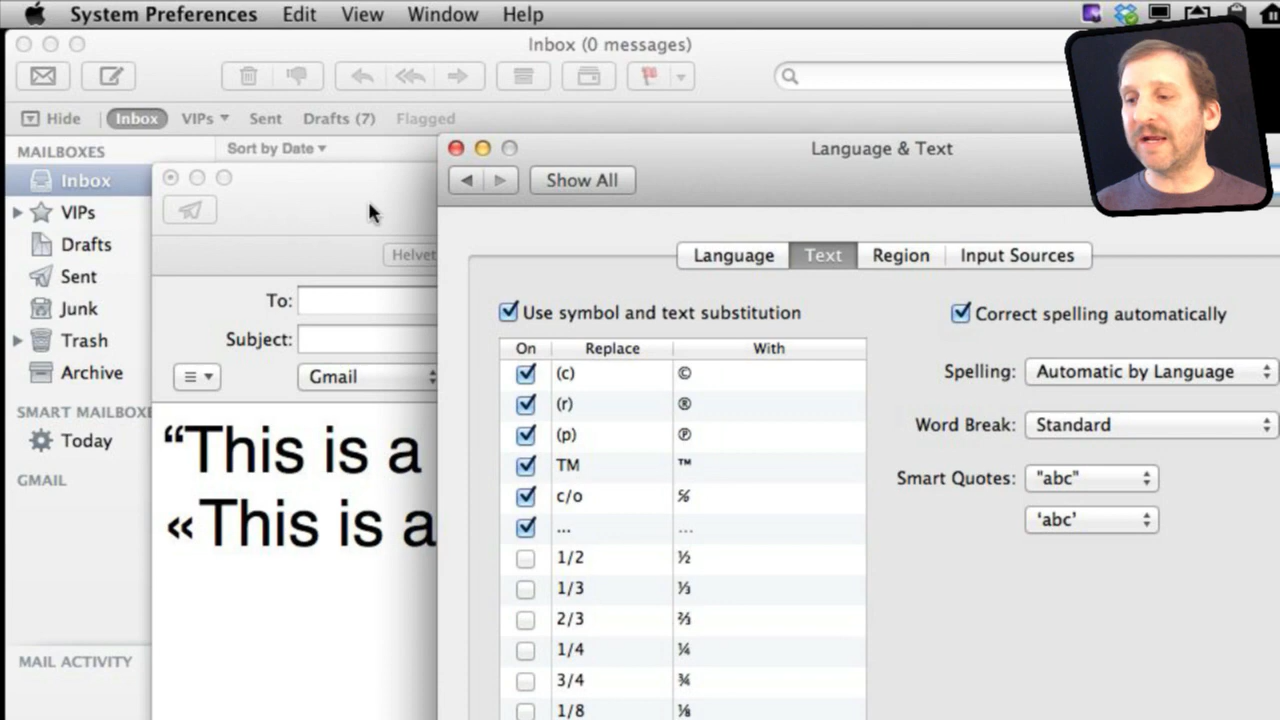 System Preferences Edit View Window Help
Inbox (0 messages)
Hide Inbox VIPs Sent Drafts (7) Flagged
MAILBOXES
Sort by Date
Inbox
VIPs
Drafts
Sent
Junk
Trash
Archive
SMART MAILBOXE
Today
GMAIL
MAIL ACTIVITY
Helvet
To:
Subject:
Gmail
“This is a
«This is a
Language & Text
Show All
Language Text Region Input Sources
Use symbol and text substitution
On Replace With
(c) ©
(r) ®
(p) ℗
TM ™
c/o ℅
... …
1/2 ½
1/3 ⅓
2/3 ⅔
1/4 ¼
3/4 ¾
1/8 ⅛
Correct spelling automatically
Spelling: Automatic by Language
Word Break: Standard
Smart Quotes: "abc"
'abc'